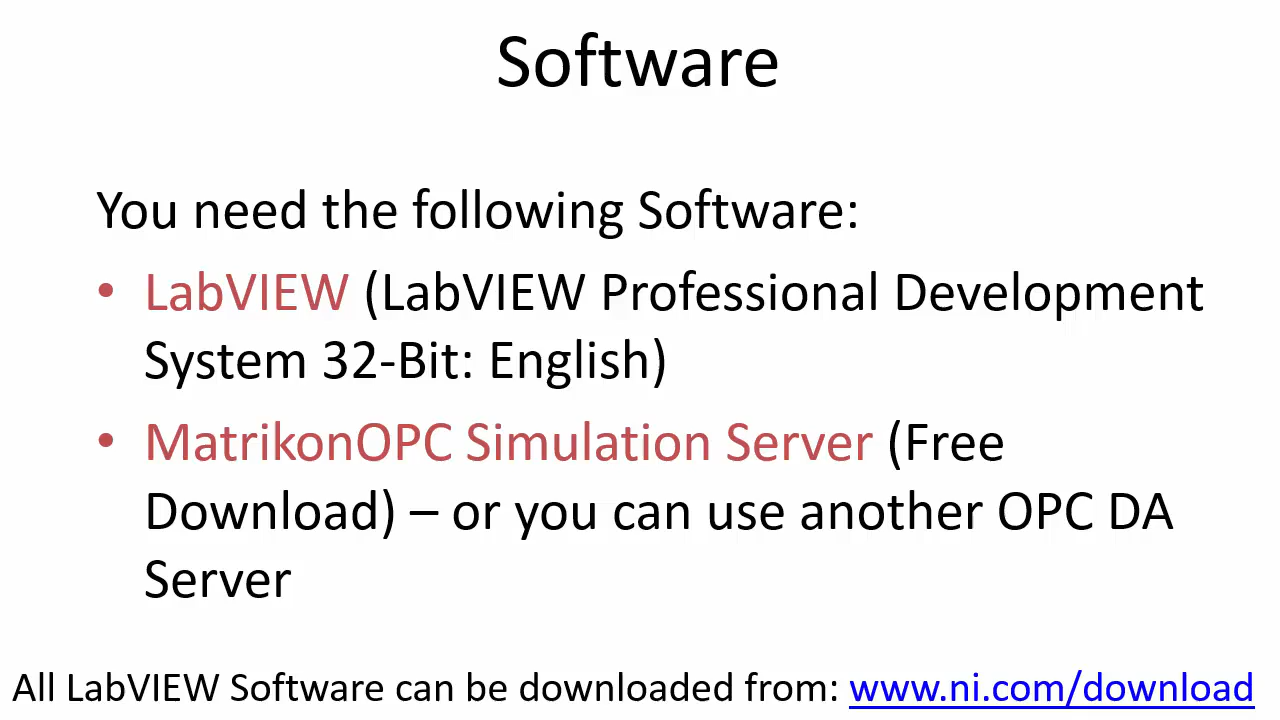 Software
You need the following Software:
• LabVIEW (LabVIEW Professional Development
System 32-Bit: English)
• MatrikonOPC Simulation Server (Free
Download) – or you can use another OPC DA
Server
All LabVIEW Software can be downloaded from: www.ni.com/download